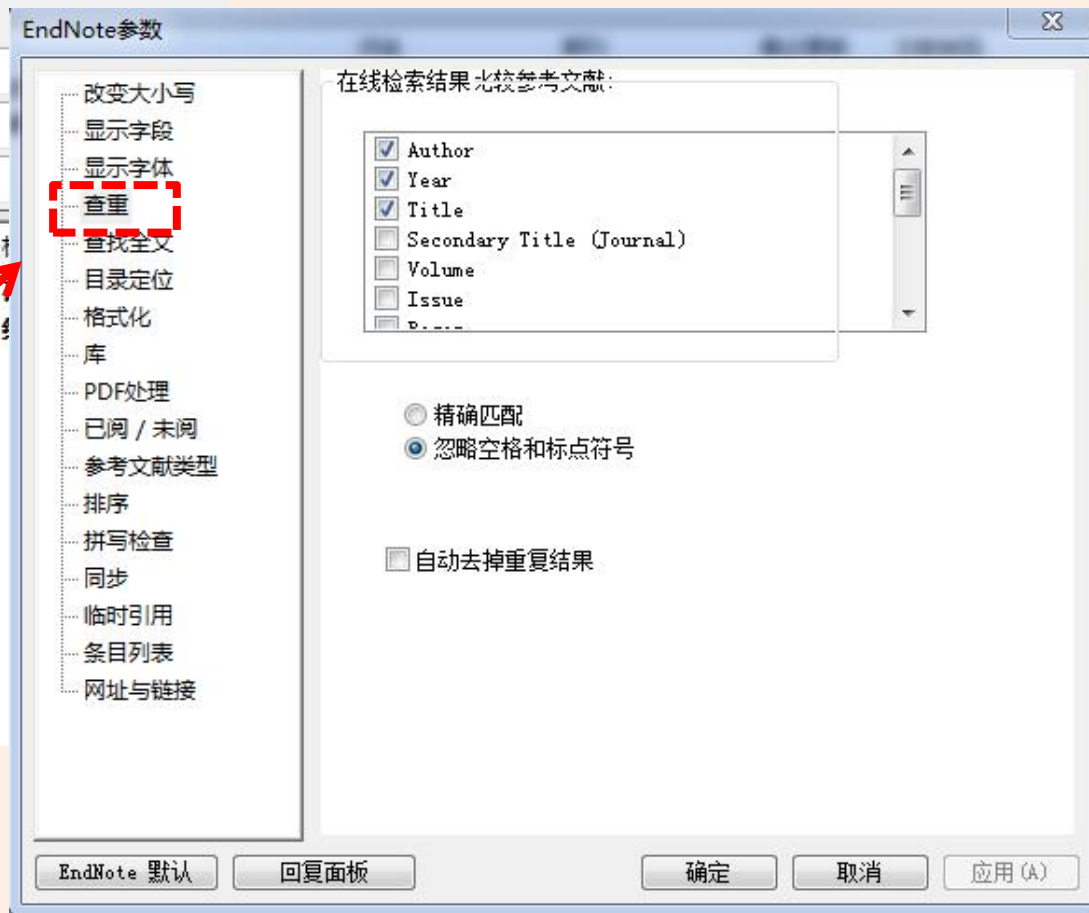 EndNote参数
改变大小写
显示字段
显示字体
查重
查找全文
目录定位
格式化
库
PDF处理
已阅 / 未阅
参考文献类型
排序
拼写检查
同步
临时引用
条目列表
网址与链接
在线检索结果比较参考文献:
Author
Year
Title
Secondary Title (Journal)
Volume
Issue
精确匹配
忽略空格和标点符号
自动去掉重复结果
EndNote 默认
回复面板
确定
取消
应用(A)